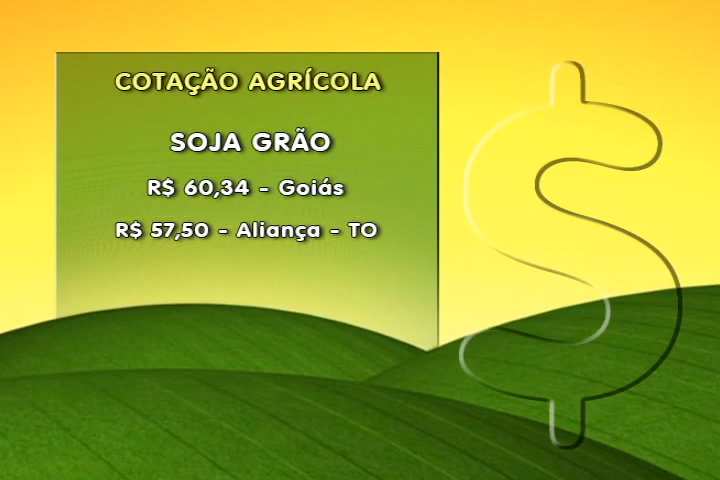 COTAÇÃO AGRÍCOLA
SOJA GRÃO
R$ 60,34 - Goiás
R$ 57,50 - Aliança - TO